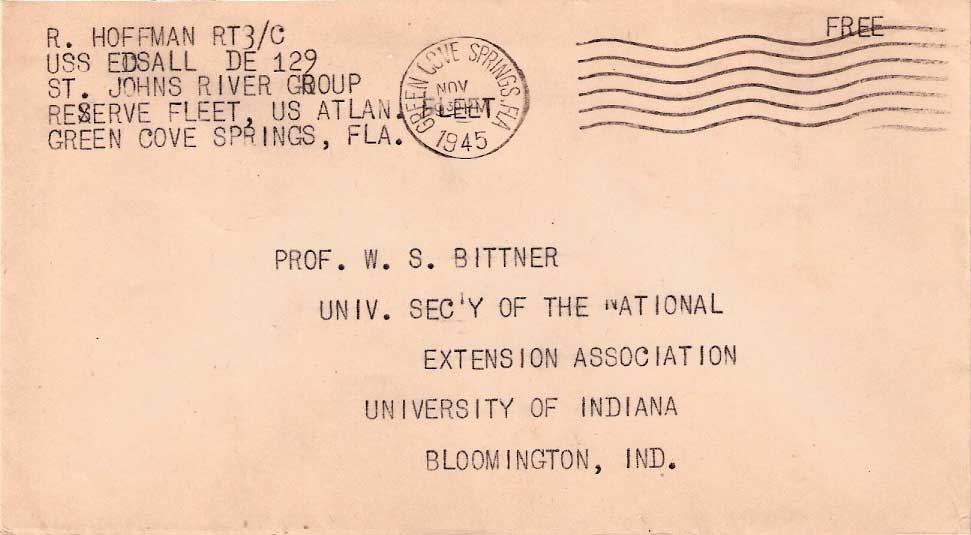 R. HOFFMAN RT3/C
USS EDSALL DE 129
ST. JOHNS RIVER GROUP
RESERVE FLEET, US ATLAN. FLEET
GREEN COVE SPRINGS, FLA.
GREEN COVE SPRINGS, FLA
NOV
1945
FREE
PROF. W. S. BITTNER
UNIV. SEC'Y OF THE NATIONAL
EXTENSION ASSOCIATION
UNIVERSITY OF INDIANA
BLOOMINGTON, IND.